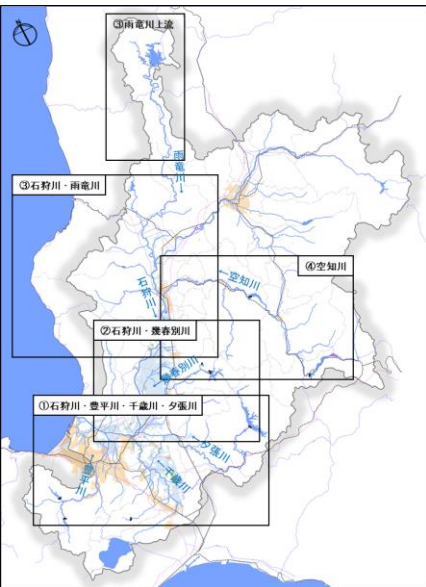 ③雨竜川上流
雨竜川→
③石狩川・雨竜川
④空知川
←空知川
石狩川→
②石狩川・幾春別川
←幾春別川
①石狩川・豊平川・千歳川・夕張川
←夕張川
豊平川
←千歳川